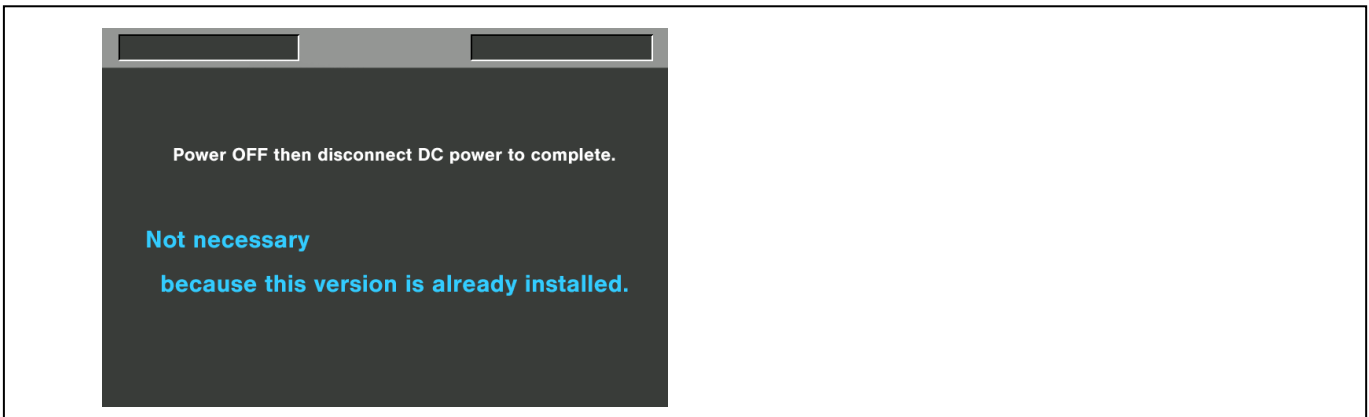 Power OFF then disconnect DC power to complete.
Not necessary
because this version is already installed.